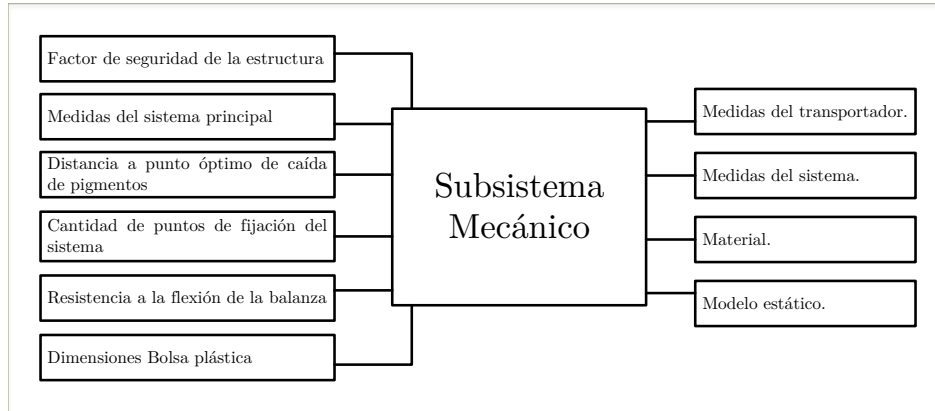 Factor de seguridad de la estructura
Medidas del sistema principal
Distancia a punto óptimo de caída
de pigmentos
Cantidad de puntos de fijación del
sistema
Resistencia a la flexión de la balanza
Dimensiones Bolsa plástica
Subsistema
Mecánico
Medidas del transportador.
Medidas del sistema.
Material.
Modelo estático.